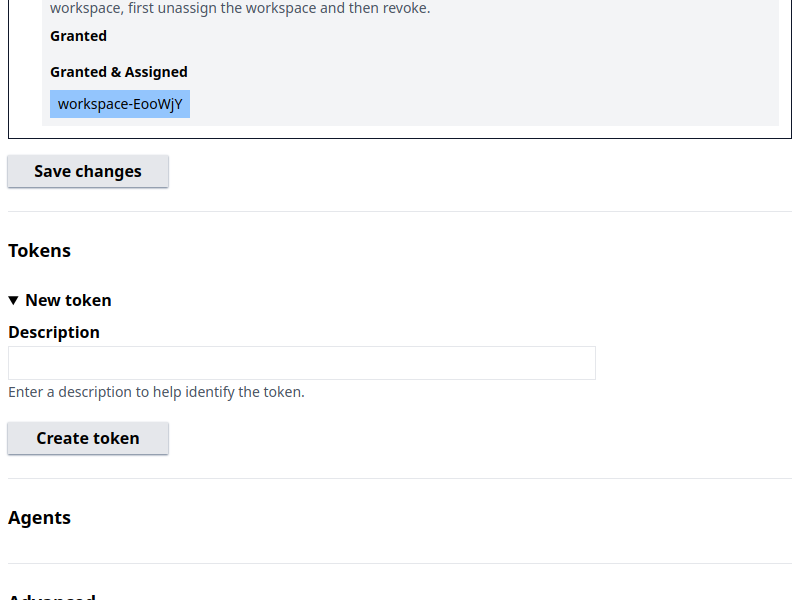 workspace, first unassign the workspace and then revoke.
Granted
Granted & Assigned
workspace-EooWjY
Save changes
Tokens
New token
Description
Enter a description to help identify the token.
Create token
Agents
Advanced